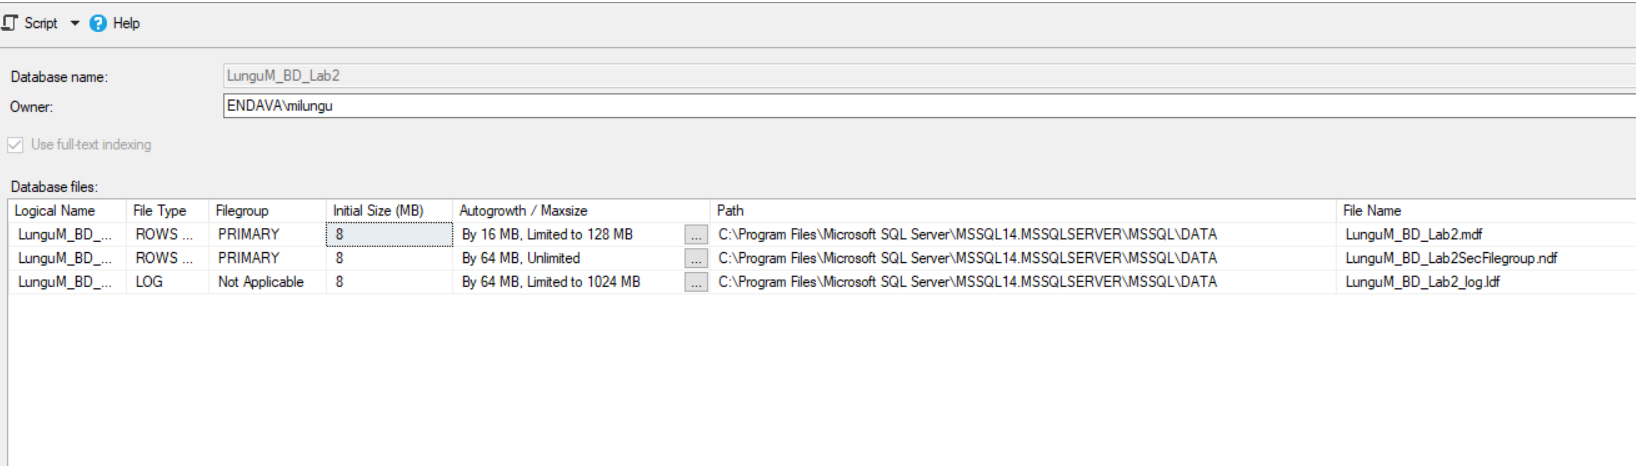 Script Help
Database name: LunguM_BD_Lab2
Owner: ENDAVA\milungu
Use full-text indexing
Database files:
Logical Name File Type Filegroup Initial Size (MB) Autogrowth / Maxsize Path File Name
LunguM_BD_... ROWS ... PRIMARY 8 By 16 MB, Limited to 128 MB ... C:\Program Files\Microsoft SQL Server\MSSQL14.MSSQLSERVER\MSSQL\DATA LunguM_BD_Lab2.mdf
LunguM_BD_... ROWS ... PRIMARY 8 By 64 MB, Unlimited ... C:\Program Files\Microsoft SQL Server\MSSQL14.MSSQLSERVER\MSSQL\DATA LunguM_BD_Lab2SecFilegroup.ndf
LunguM_BD_... LOG Not Applicable 8 By 64 MB, Limited to 1024 MB ... C:\Program Files\Microsoft SQL Server\MSSQL14.MSSQLSERVER\MSSQL\DATA LunguM_BD_Lab2_log.ldf